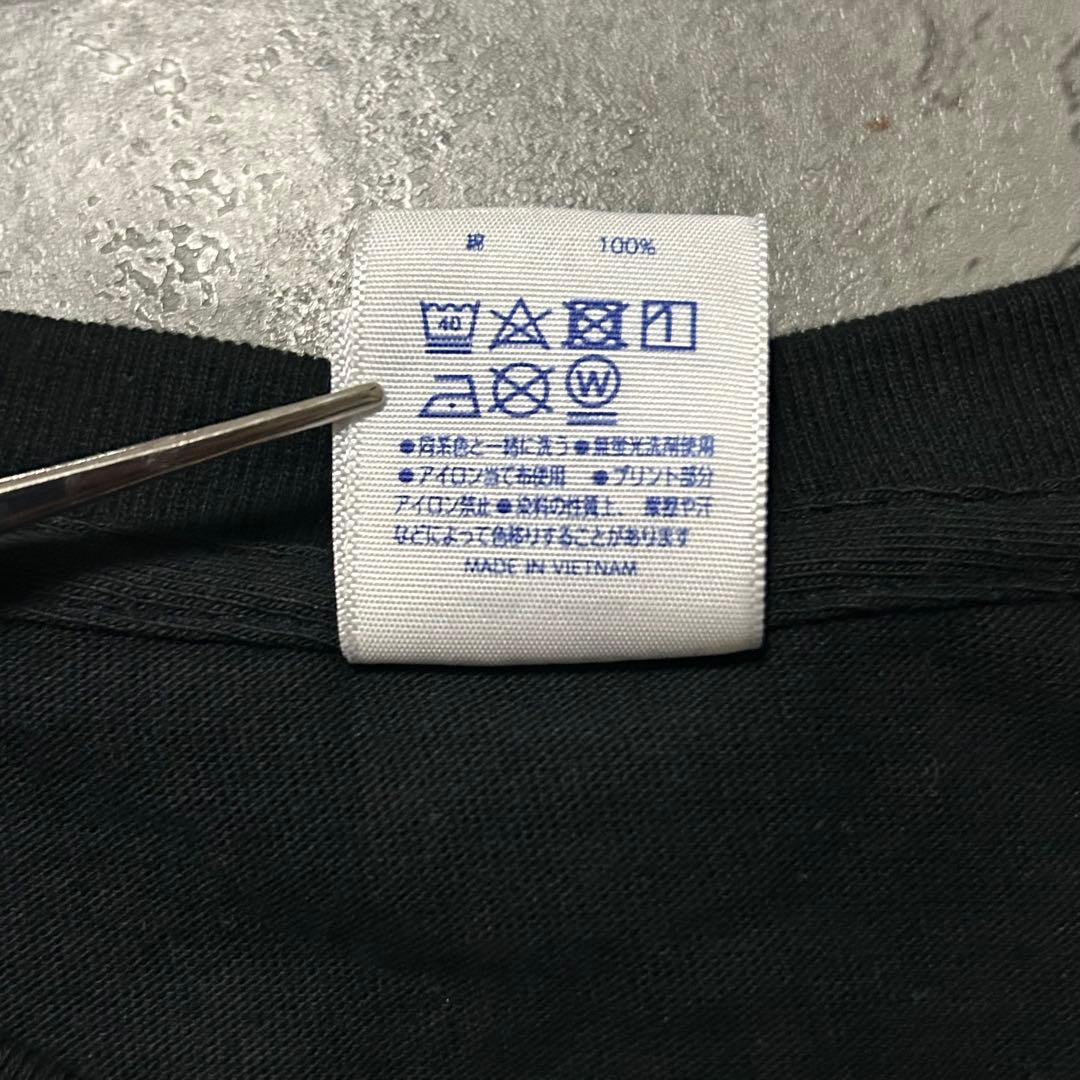 綿 100%
40
W
●同系色と一緒に洗う ●無蛍光洗剤使用
●アイロン当て布使用 ●プリント部分
アイロン禁止 ●染料の性質上、 摩擦や汗
などによって色移りすることがあります
MADE IN VIETNAM